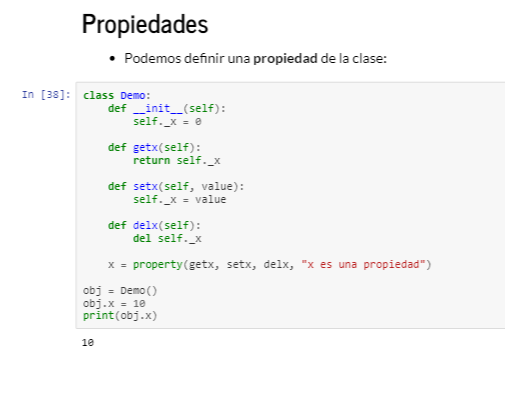 Propiedades
• Podemos definir una propiedad de la clase:
In [38]: class Demo:
    def __init__(self):
        self._x = 0

    def getx(self):
        return self._x

    def setx(self, value):
        self._x = value

    def delx(self):
        del self._x

    x = property(getx, setx, delx, "x es una propiedad")

obj = Demo()
obj.x = 10
print(obj.x)
10